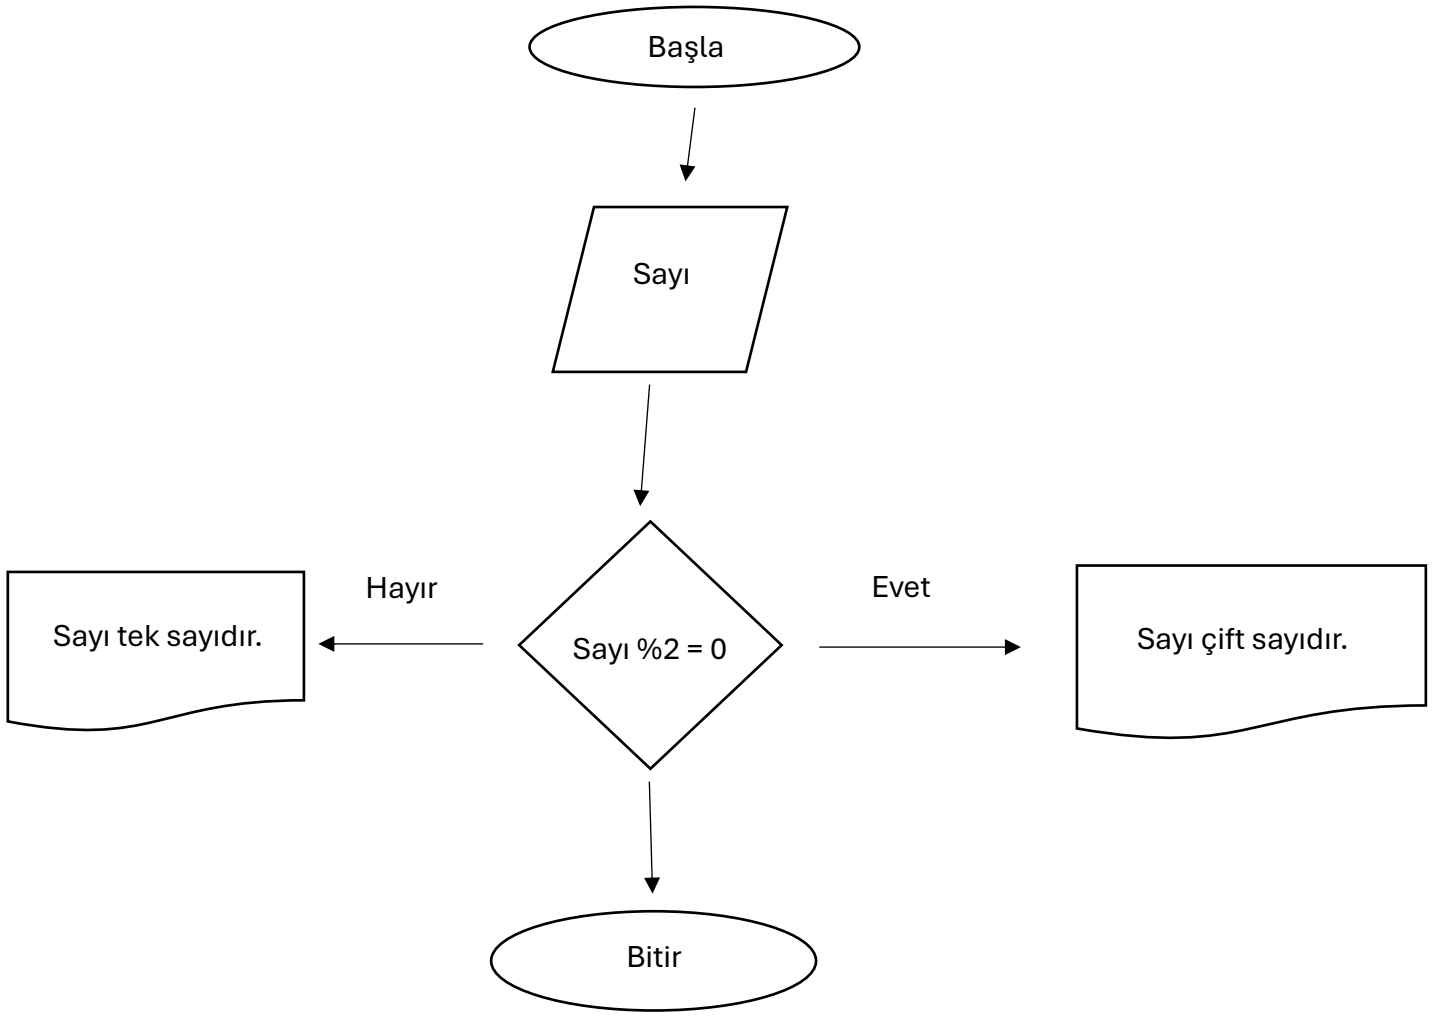 Başla
Sayı
Hayır
Evet
Sayı tek sayıdır.
Sayı %2 = 0
Sayı çift sayıdır.
Bitir